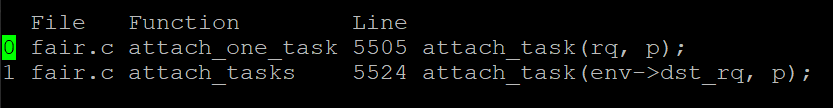 File Function Line
0 fair.c attach_one_task 5505 attach_task(rq, p);
1 fair.c attach_tasks 5524 attach_task(env->dst_rq, p);